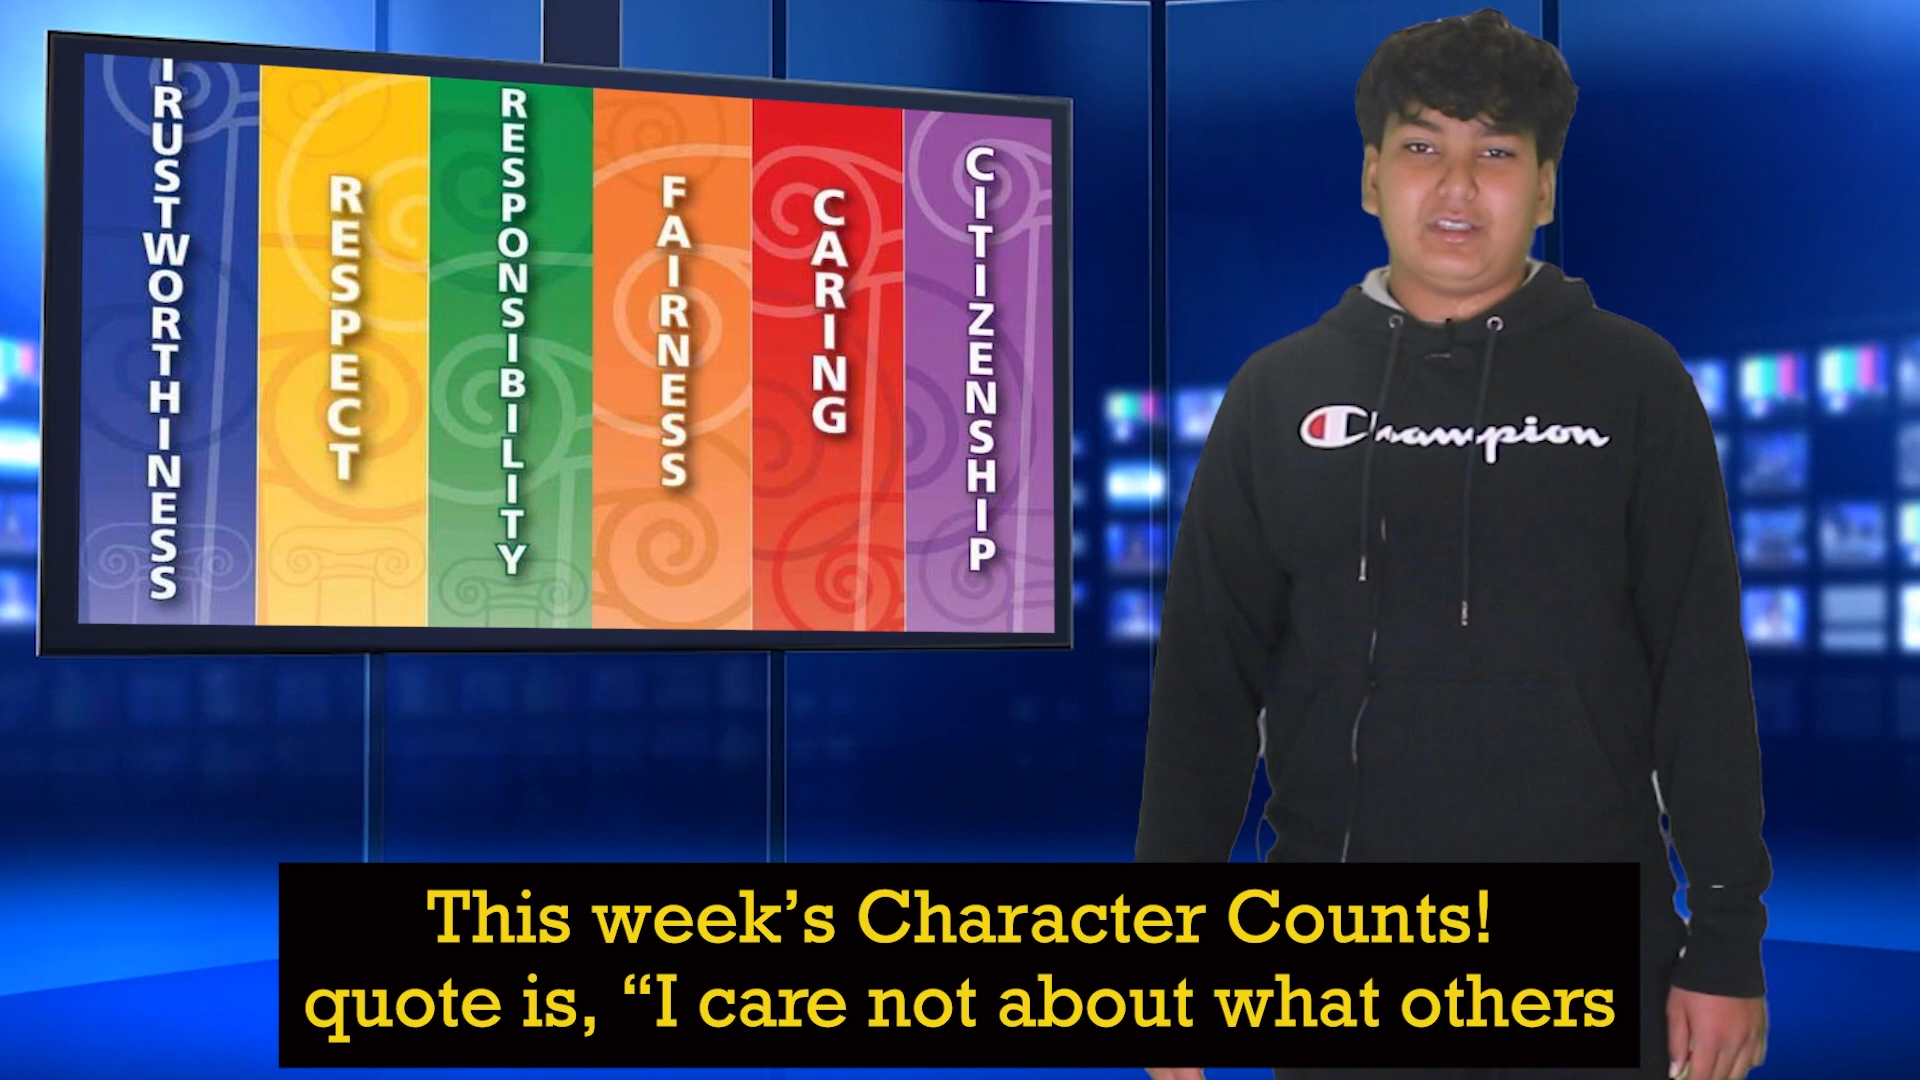 TRUSTWORTHINESS
RESPECT
RESPONSIBILITY
FAIRNESS
CARING
CITIZENSHIP
Champion
This week’s Character Counts!
quote is, “I care not about what others